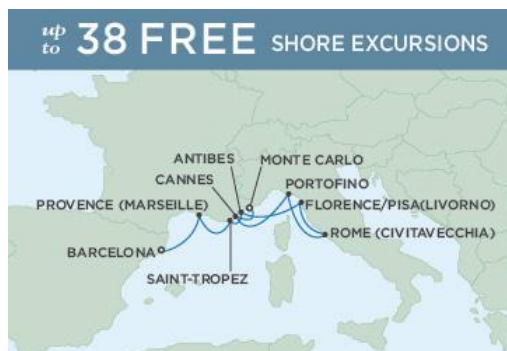 up to 38 FREE SHORE EXCURSIONS
ANTIBES
MONTE CARLO
CANNES
PORTOFINO
PROVENCE (MARSEILLE)
FLORENCE/PISA(LIVORNO)
ROME (CIVITAVECCHIA)
BARCELONA
SAINT-TROPEZ